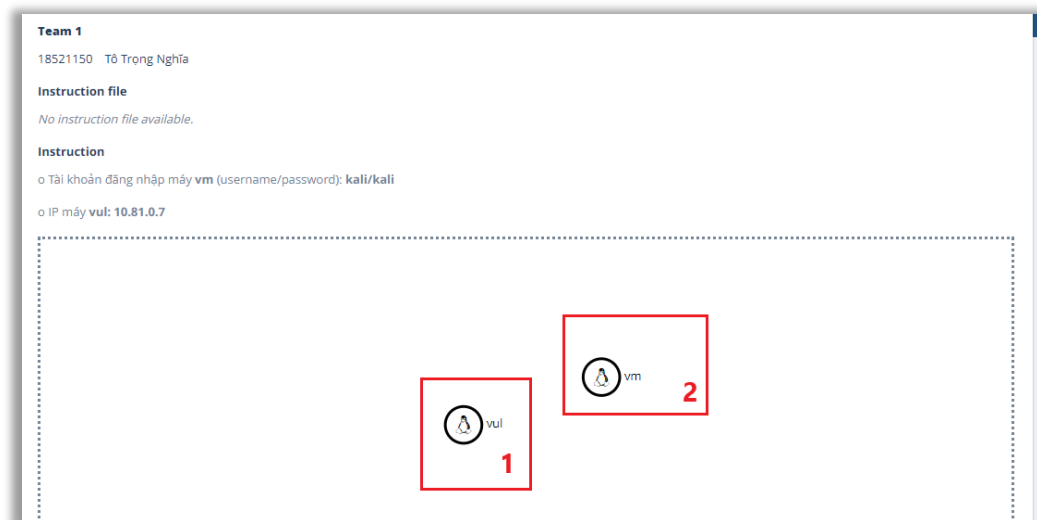 Team 1
18521150 Tô Trọng Nghĩa
Instruction file
No instruction file available.
Instruction
o Tài khoản đăng nhập máy vm (username/password): kali/kali
o IP máy vul: 10.81.0.7
vm
2
vul
1